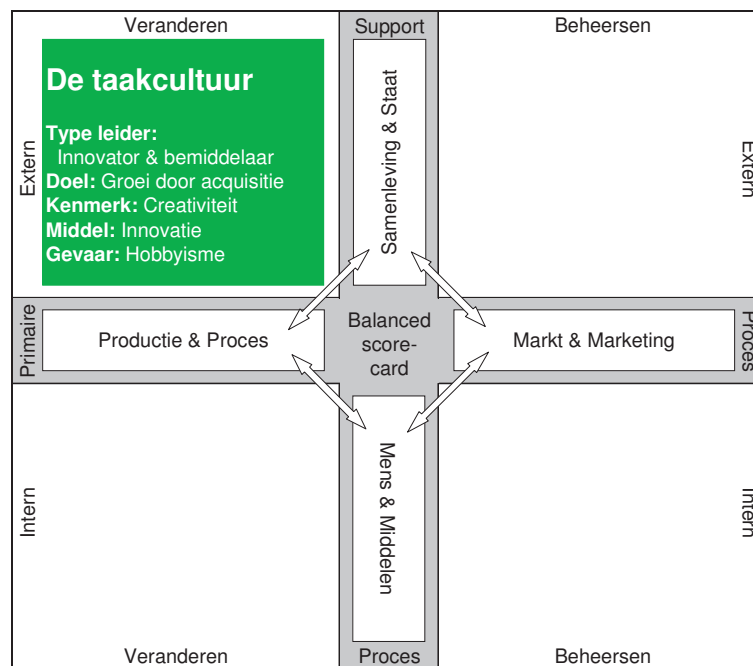 Veranderen
Support
Beheersen
De taakcultuur
Type leider:
Innovator & bemiddelaar
Doel: Groei door acquisitie
Kenmerk: Creativiteit
Middel: Innovatie
Gevaar: Hobbyisme
Extern
Samenleving & Staat
Extern
Primaire
Productie & Proces
Balanced
score-
card
Markt & Marketing
Proces
Intern
Mens & Middelen
Intern
Veranderen
Proces
Beheersen